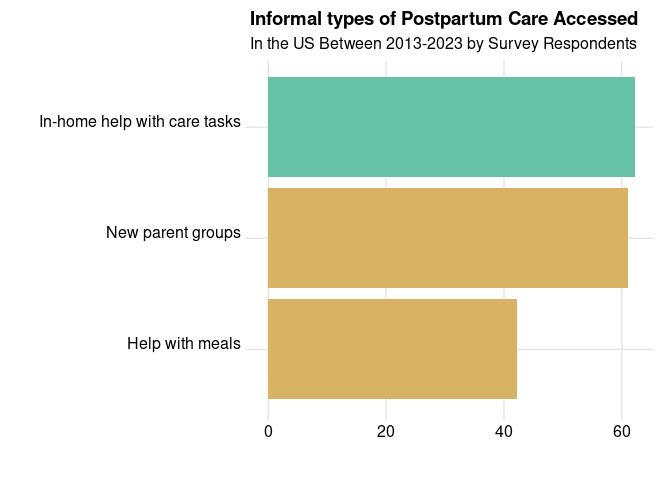 Informal types of Postpartum Care Accessed
In the US Between 2013-2023 by Survey Respondents
In-home help with care tasks
New parent groups
Help with meals
0 20 40 60